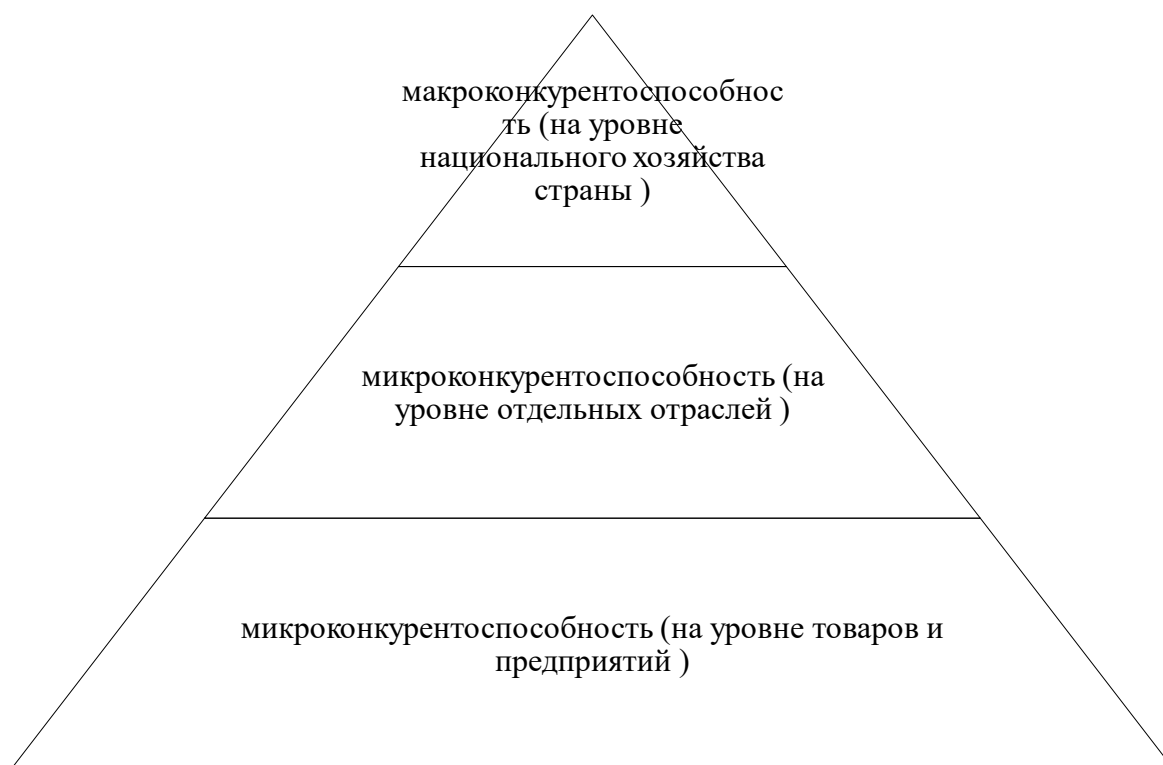 макроконкурентоспособнос
ть (на уровне
национального хозяйства
страны )
микроконкурентоспособность (на
уровне отдельных отраслей )
микроконкурентоспособность (на уровне товаров и
предприятий )